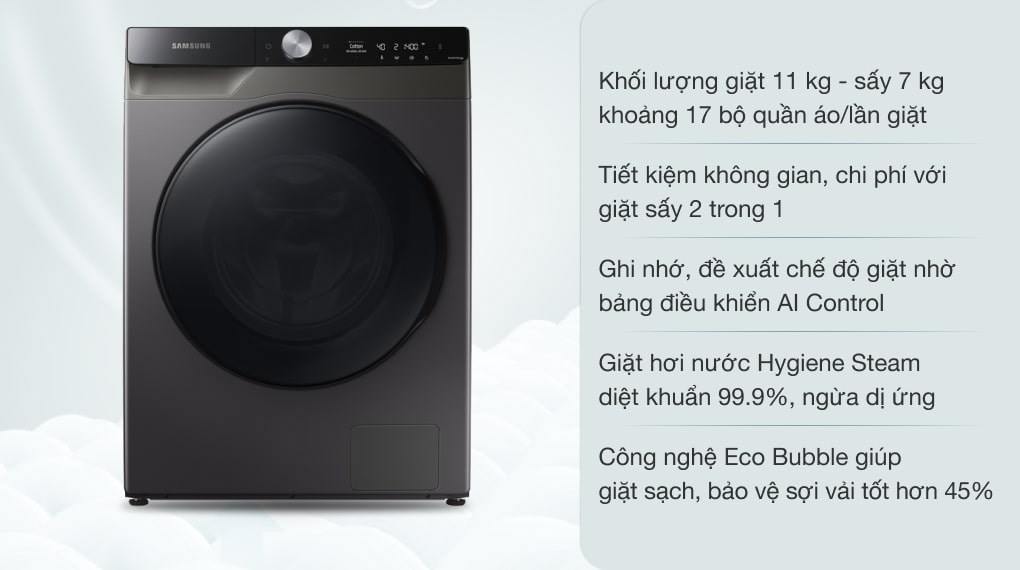 SAMSUNG
Cotton
40 2 1400
Khối lượng giặt 11 kg - sấy 7 kg
khoảng 17 bộ quần áo/lần giặt
Tiết kiệm không gian, chi phí với
giặt sấy 2 trong 1
Ghi nhớ, đề xuất chế độ giặt nhờ
bảng điều khiển AI Control
Giặt hơi nước Hygiene Steam
diệt khuẩn 99.9%, ngừa dị ứng
Công nghệ Eco Bubble giúp
giặt sạch, bảo vệ sợi vải tốt hơn 45%